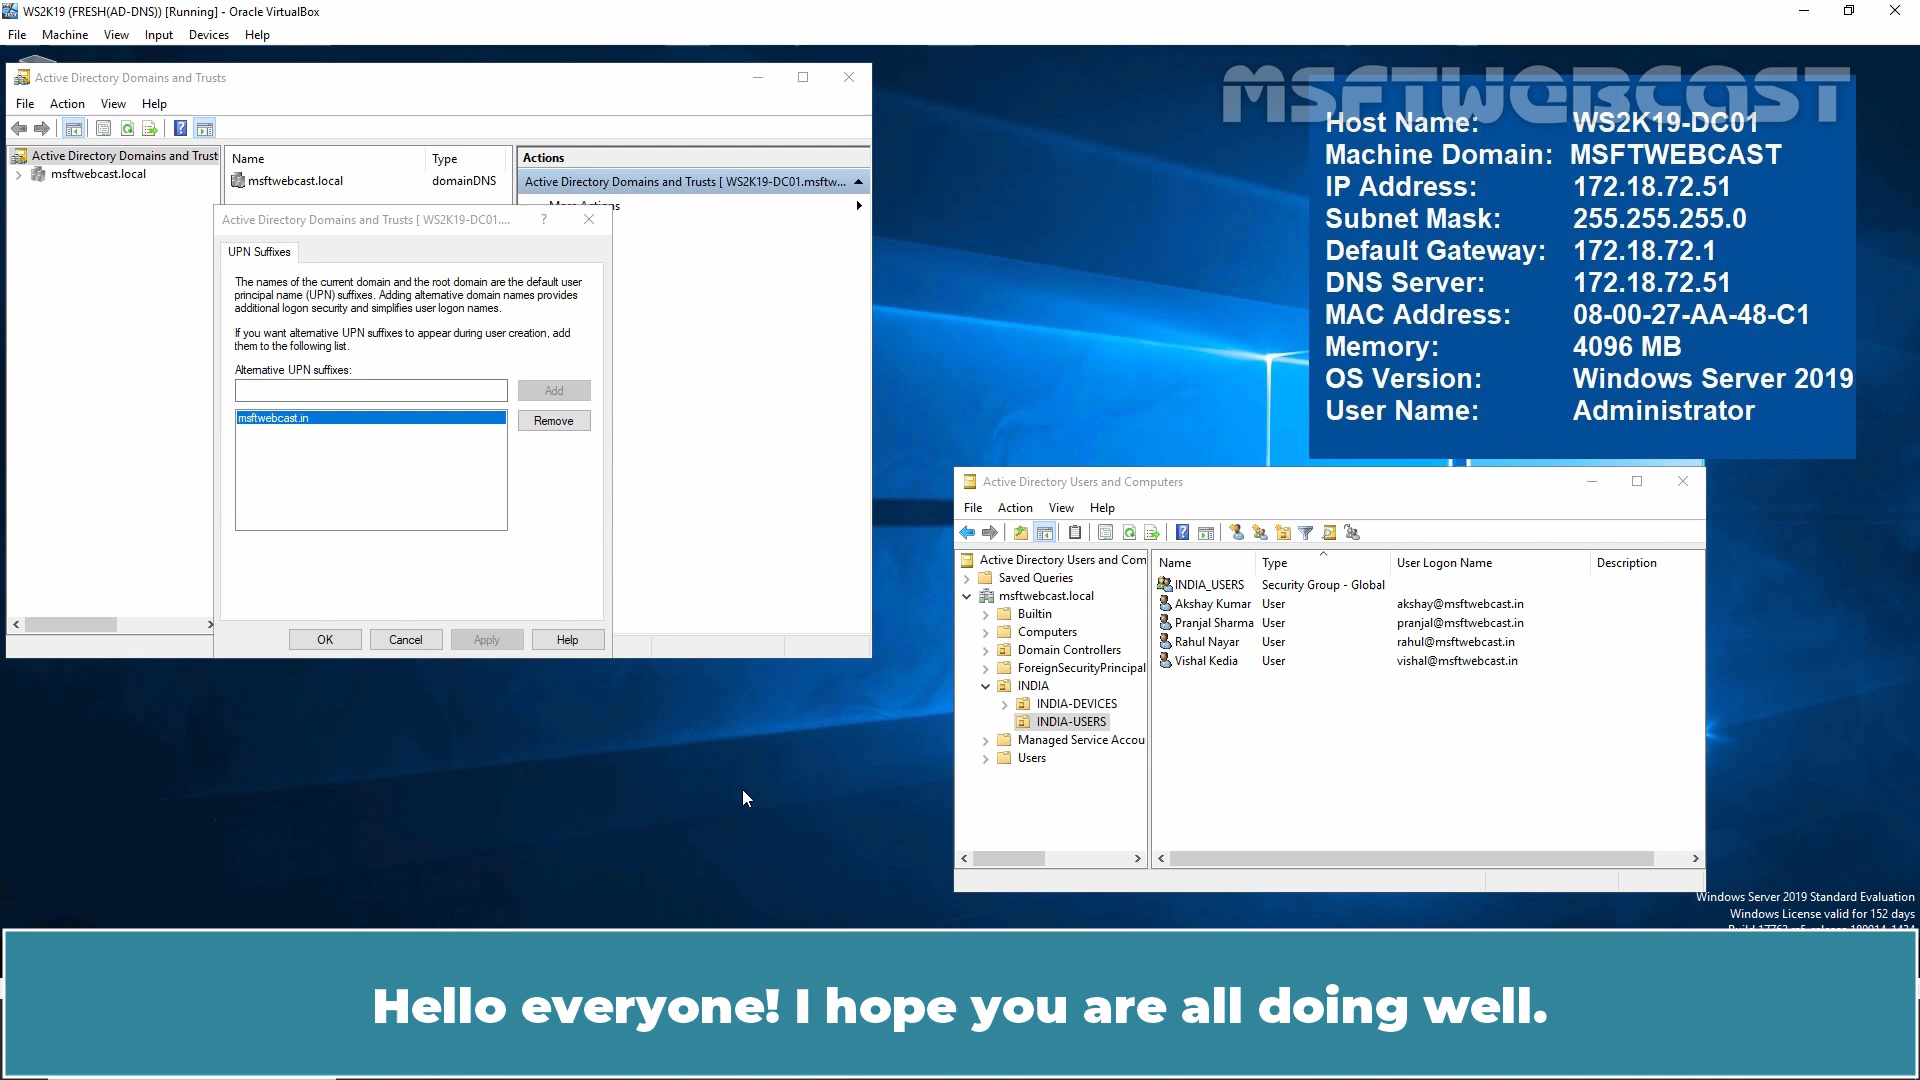 WS2K19 (FRESH(AD-DNS)) [Running] - Oracle VirtualBox
File Machine View Input Devices Help
Active Directory Domains and Trusts
File Action View Help
Active Directory Domains and Trust
msftwebcast.local
Name Type
msftwebcast.local domainDNS
Actions
Active Directory Domains and Trusts [ WS2K19-DC01.msftw...
Active Directory Domains and Trusts [ WS2K19-DC01....
UPN Suffixes
The names of the current domain and the root domain are the default user
principal name (UPN) suffixes. Adding alternative domain names provides
additional logon security and simplifies user logon names.
If you want alternative UPN suffixes to appear during user creation, add
them to the following list.
Alternative UPN suffixes:
Add
msftwebcast.in
Remove
OK Cancel Apply Help
MSFTWEBCAST
Host Name: WS2K19-DC01
Machine Domain: MSFTWEBCAST
IP Address: 172.18.72.51
Subnet Mask: 255.255.255.0
Default Gateway: 172.18.72.1
DNS Server: 172.18.72.51
MAC Address: 08-00-27-AA-48-C1
Memory: 4096 MB
OS Version: Windows Server 2019
User Name: Administrator
Active Directory Users and Computers
File Action View Help
Active Directory Users and Com
Saved Queries
msftwebcast.local
Builtin
Computers
Domain Controllers
ForeignSecurityPrincipal
INDIA
INDIA-DEVICES
INDIA-USERS
Managed Service Accou
Users
Name Type User Logon Name Description
INDIA_USERS Security Group - Global
Akshay Kumar User akshay@msftwebcast.in
Pranjal Sharma User pranjal@msftwebcast.in
Rahul Nayar User rahul@msftwebcast.in
Vishal Kedia User vishal@msftwebcast.in
Windows Server 2019 Standard Evaluation
Windows License valid for 152 days
Hello everyone! I hope you are all doing well.